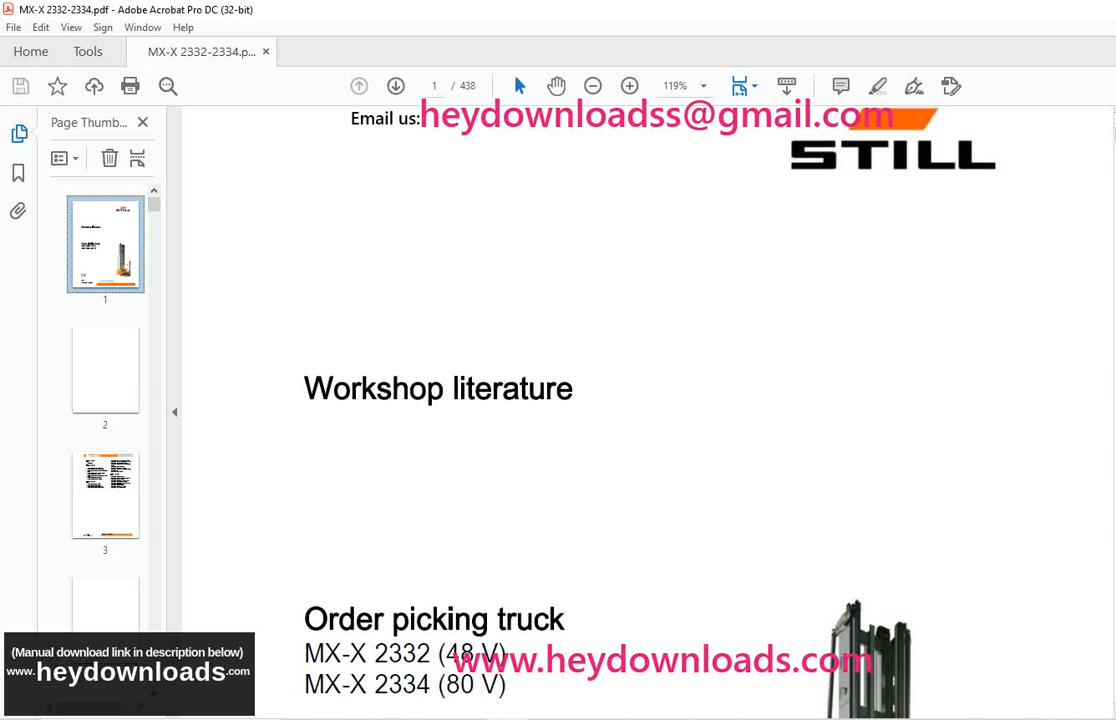 MX-X 2332-2334.pdf - Adobe Acrobat Pro DC (32-bit)
File Edit View Sign Window Help
Home Tools MX-X 2332-2334.p... ×
1 / 438 119%
Page Thumb...
Email us:heydownloadss@gmail.com
STILL
1
Workshop literature
2
3
Order picking truck
MX-X 2332 (48 V)
www.heydownloads.com
MX-X 2334 (80 V)
(Manual download link in description below)
www.heydownloads.com